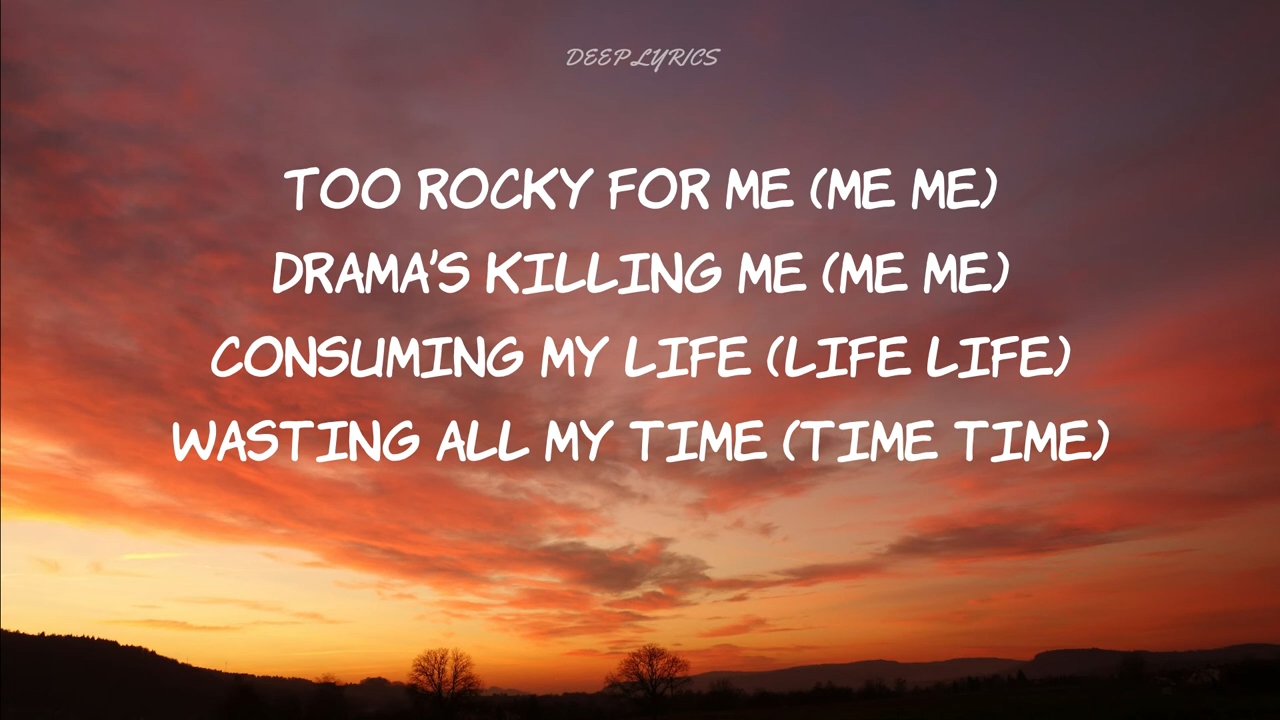 DEEP LYRICS
TOO ROCKY FOR ME (ME ME)
DRAMA'S KILLING ME (ME ME)
CONSUMING MY LIFE (LIFE LIFE)
WASTING ALL MY TIME (TIME TIME)